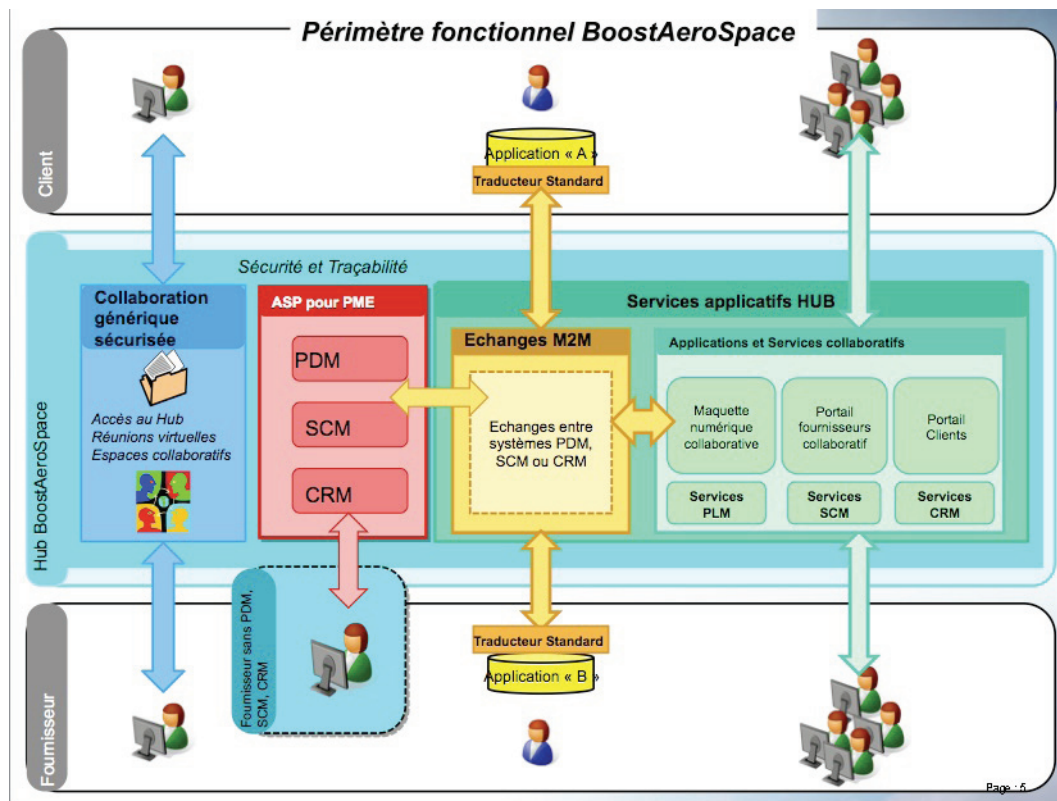 Périmètre fonctionnel BoostAeroSpace
Client
Application « A »
Traducteur Standard
Hub BoostAeroSpace
Sécurité et Traçabilité
Collaboration
générique
sécurisée
Accès au Hub
Réunions virtuelles
Espaces collaboratifs
ASP pour PME
PDM
SCM
CRM
Services applicatifs HUB
Echanges M2M
Echanges entre
systèmes PDM,
SCM ou CRM
Applications et Services collaboratifs
Maquette
numérique
collaborative
Portail
fournisseurs
collaboratif
Portail
Clients
Services
PLM
Services
SCM
Services
CRM
Fournisseur
Fournisseur sans PDM,
SCM, CRM
Traducteur Standard
Application « B »
Page : 5